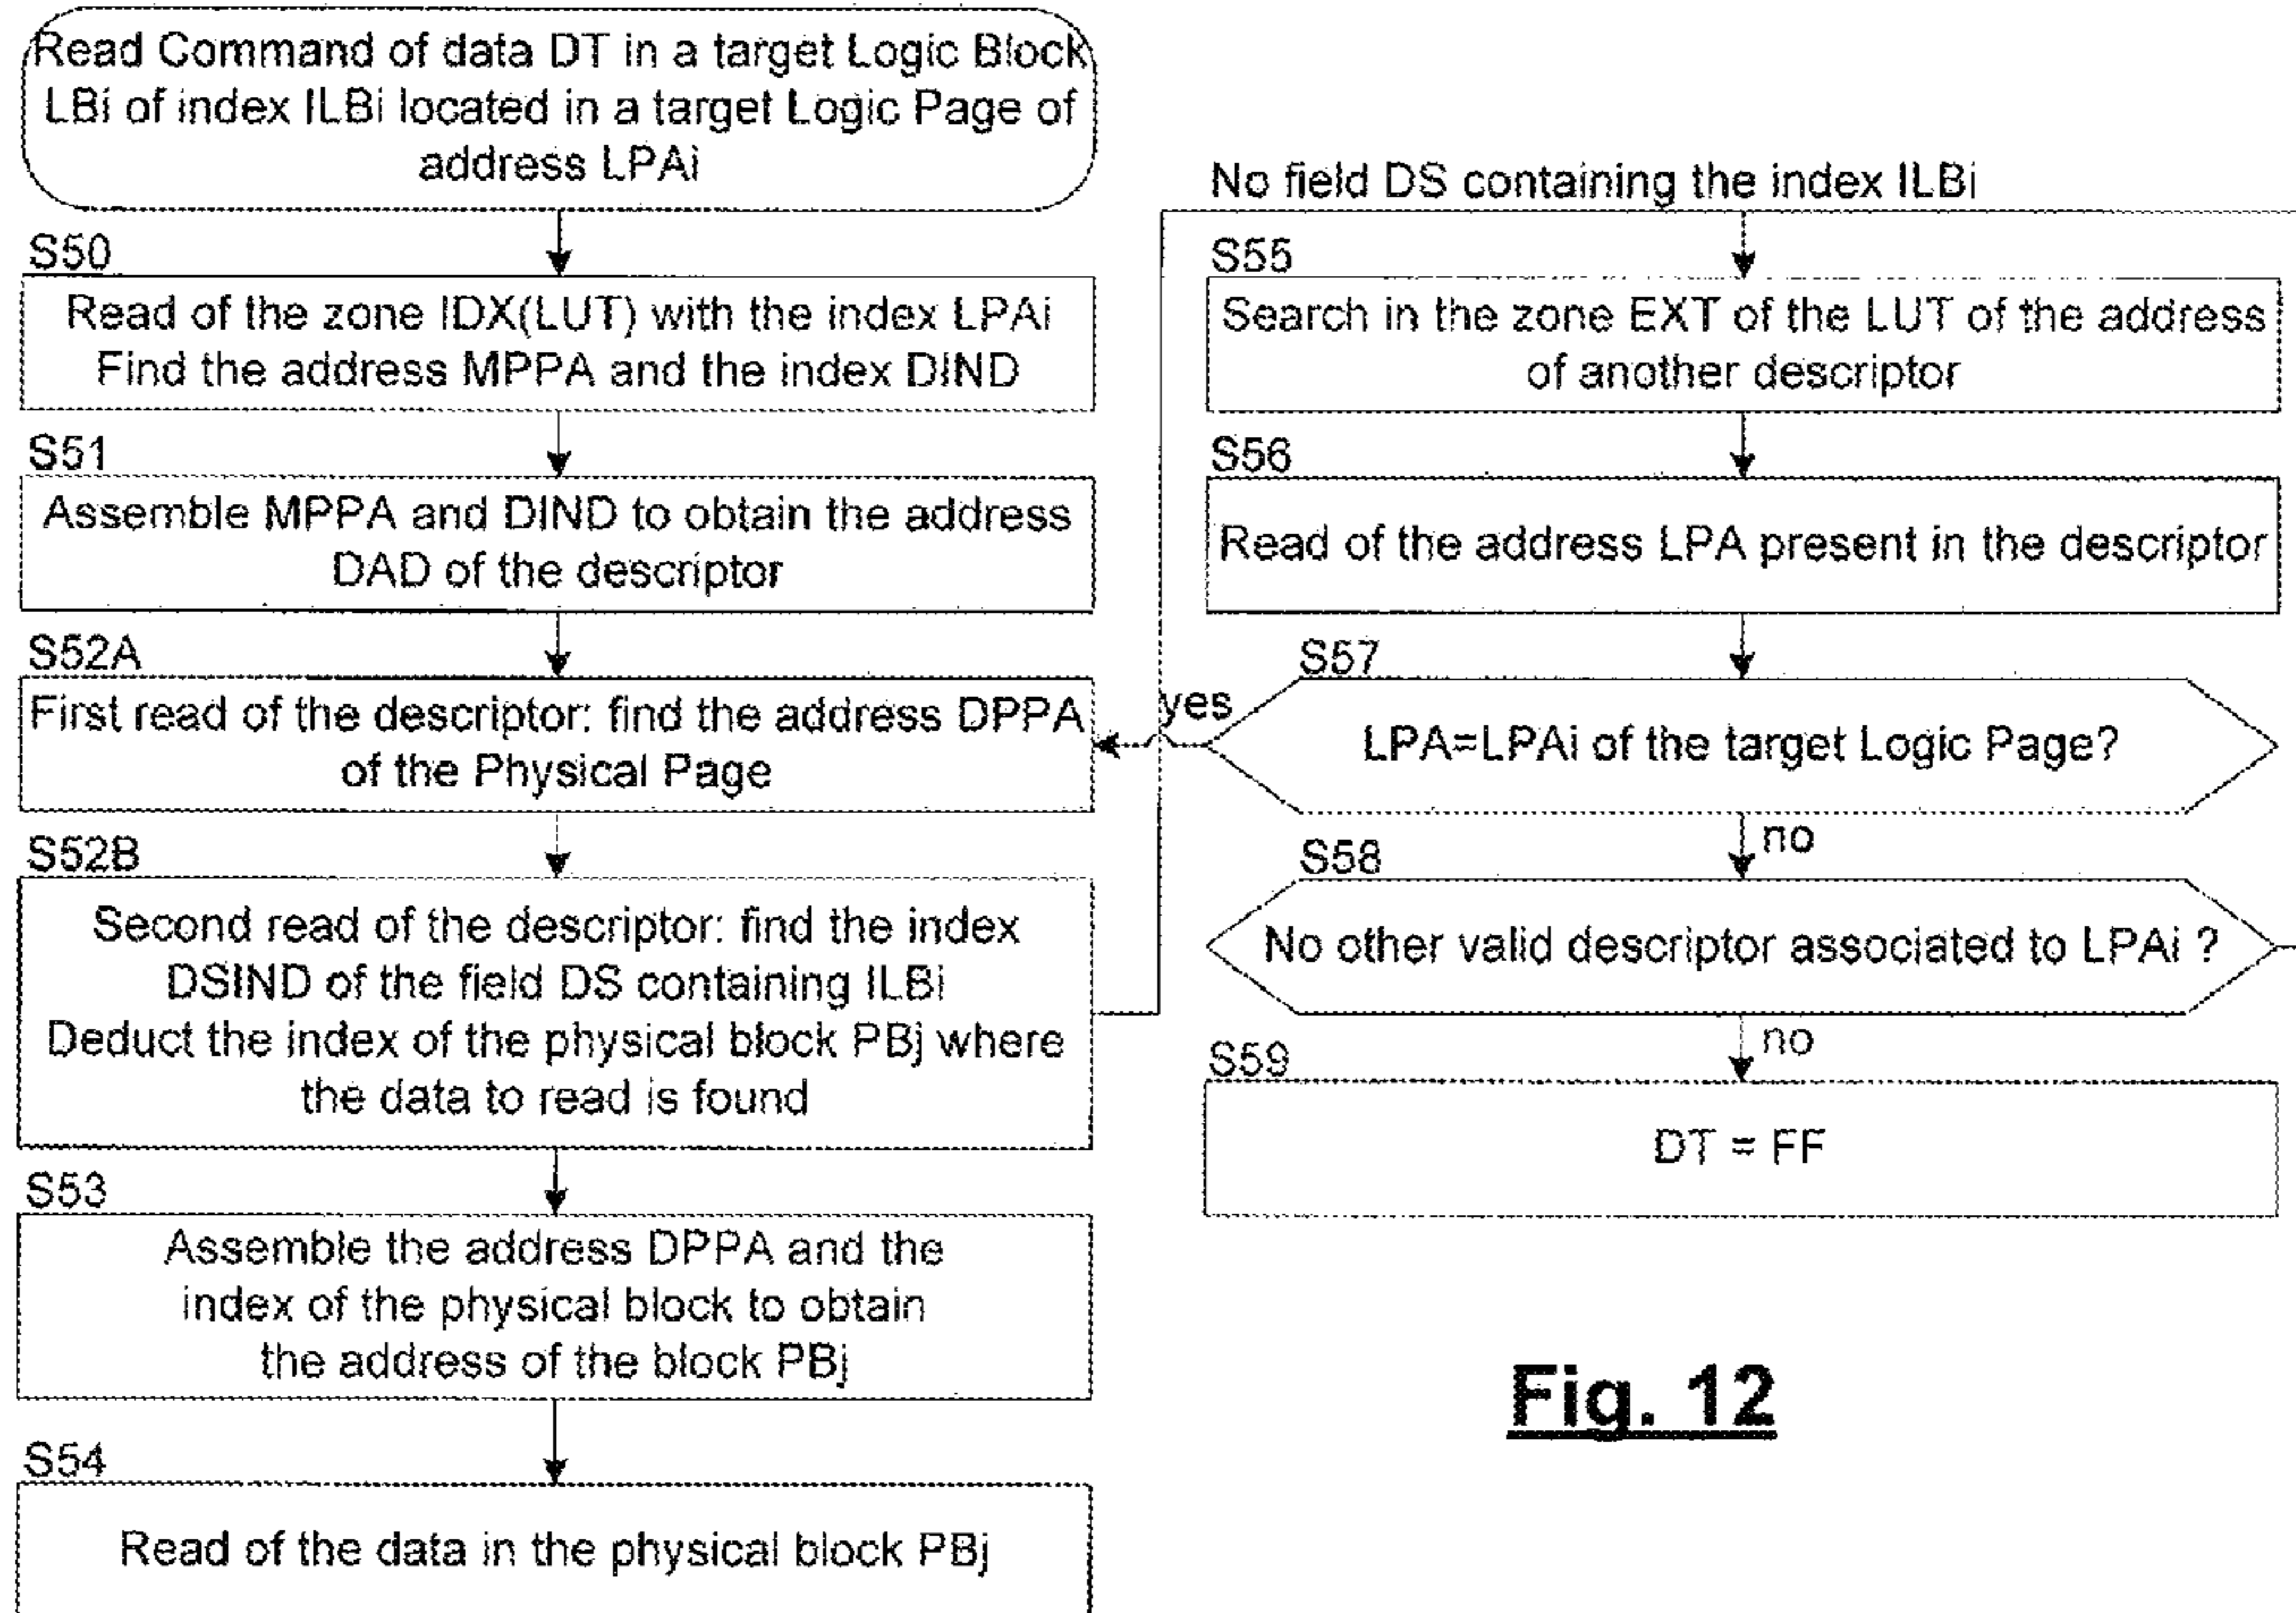 Read Command of data DT in a target Logic Block
LBi of index ILBi located in a target Logic Page of
address LPAi
S50
Read of the zone IDX(LUT) with the index LPAi
Find the address MPPA and the index DIND
S51
Assemble MPPA and DIND to obtain the address
DAD of the descriptor
S52A
First read of the descriptor: find the address DPPA
of the Physical Page
S52B
Second read of the descriptor: find the index
DSIND of the field DS containing ILBi
Deduct the index of the physical block PBj where
the data to read is found
S53
Assemble the address DPPA and the
index of the physical block to obtain
the address of the block PBj
S54
Read of the data in the physical block PBj
No field DS containing the index ILBi
S55
Search in the zone EXT of the LUT of the address
of another descriptor
S56
Read of the address LPA present in the descriptor
S57
yes
LPA=LPAi of the target Logic Page?
no
S58
No other valid descriptor associated to LPAi ?
no
S59
DT = FF
Fig. 12